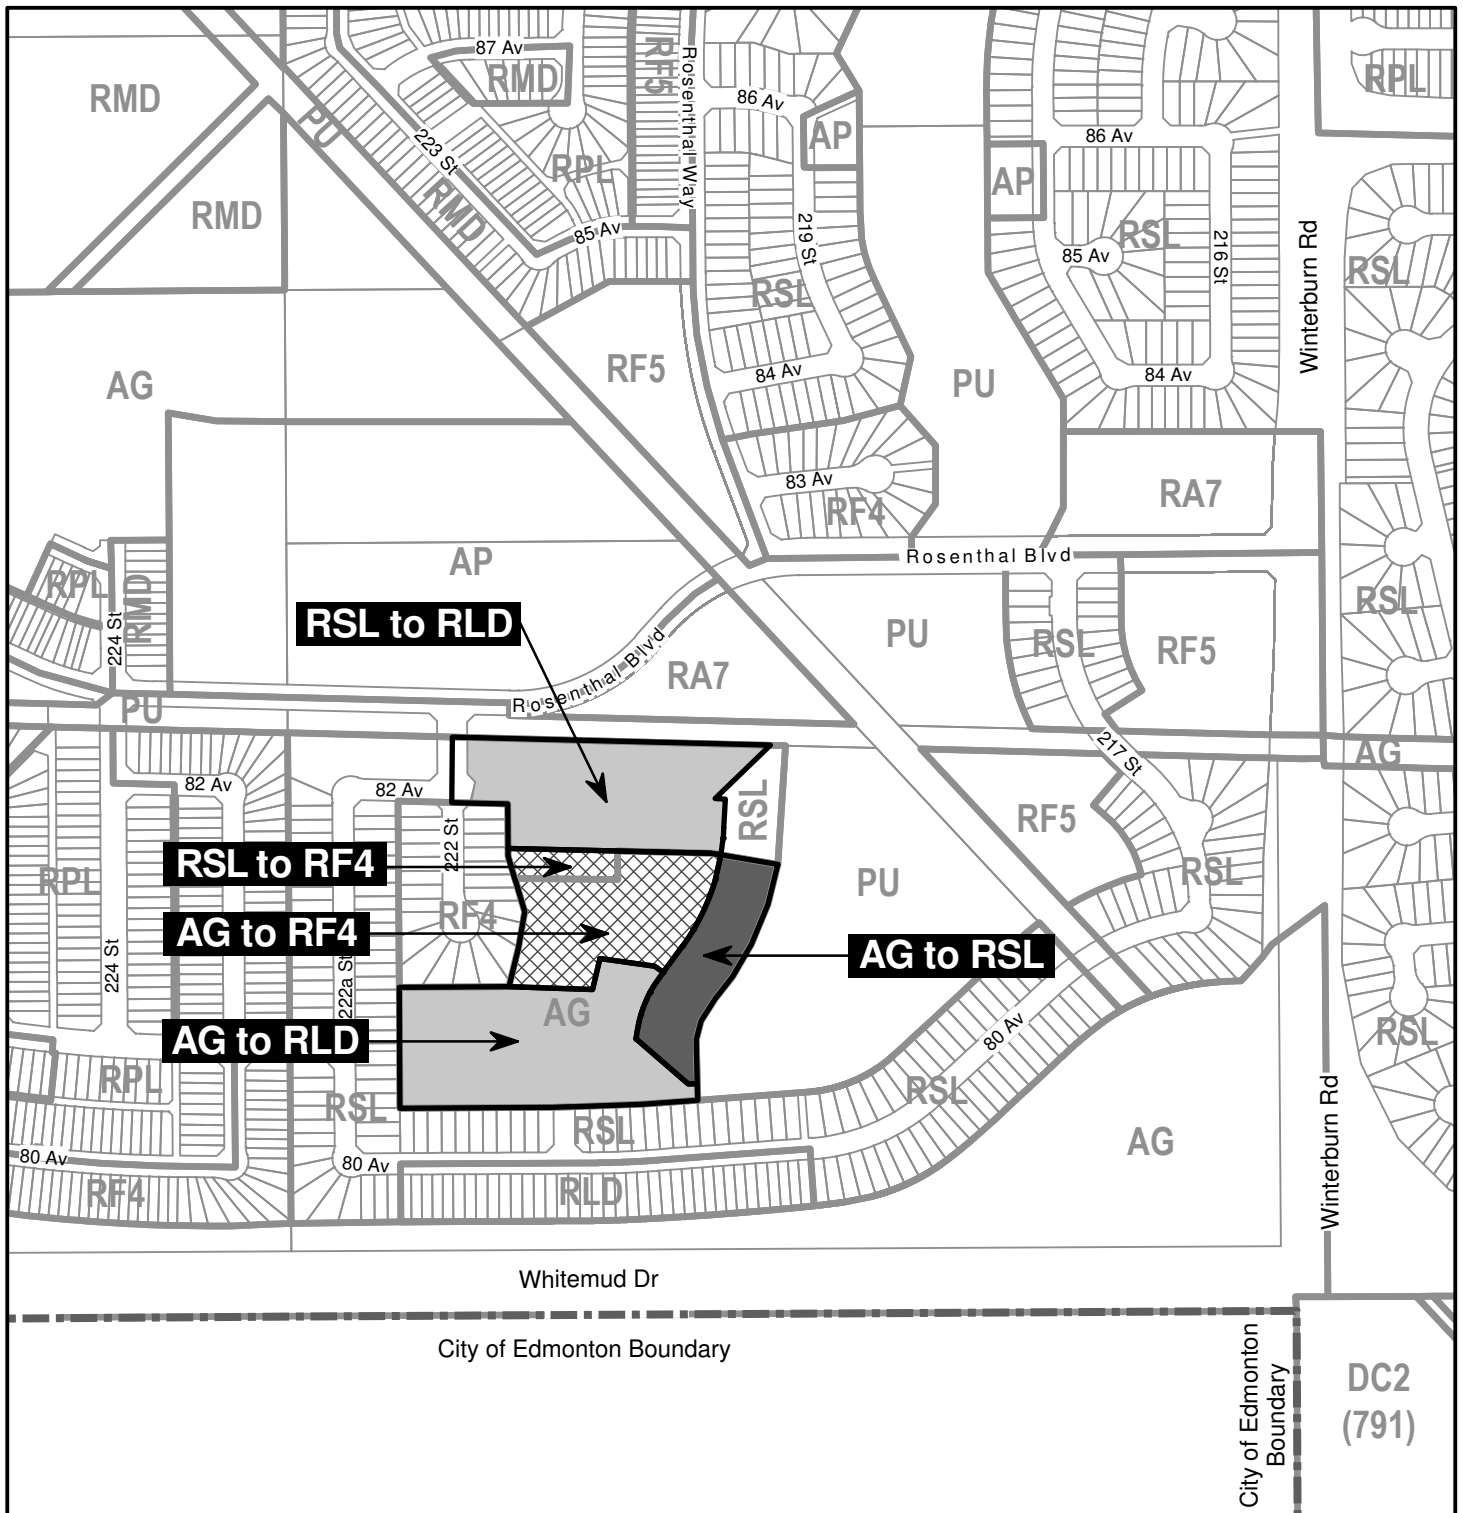 87 Av
RMD
RMD
RF5
Rosenthal Way
86 Av
AP
RPL
PU
223 St
RPL
86 Av
AP
RMD
RMD
85 Av
219 St
RSL
85 Av
216 St
Winterburn Rd
RSL
RSL
AG
RF5
84 Av
PU
84 Av
83 Av
RF4
RA7
AP
Rosenthal Blvd
RPL
RMD
224 St
RSL to RLD
Rosenthal Blvd
RA7
PU
RSL
RF5
RSL
PU
217 St
AG
82 Av
82 Av
RSL
RF5
222 St
RSL to RF4
RPL
RSL
PU
RF4
AG to RF4
AG to RSL
224 St
222a St
AG
AG to RLD
80 Av
RSL
RPL
RSL
RSL
RSL
AG
80 Av
80 Av
RF4
RLD
Winterburn Rd
Whitemud Dr
City of Edmonton Boundary
City of Edmonton
Boundary
DC2
(791)